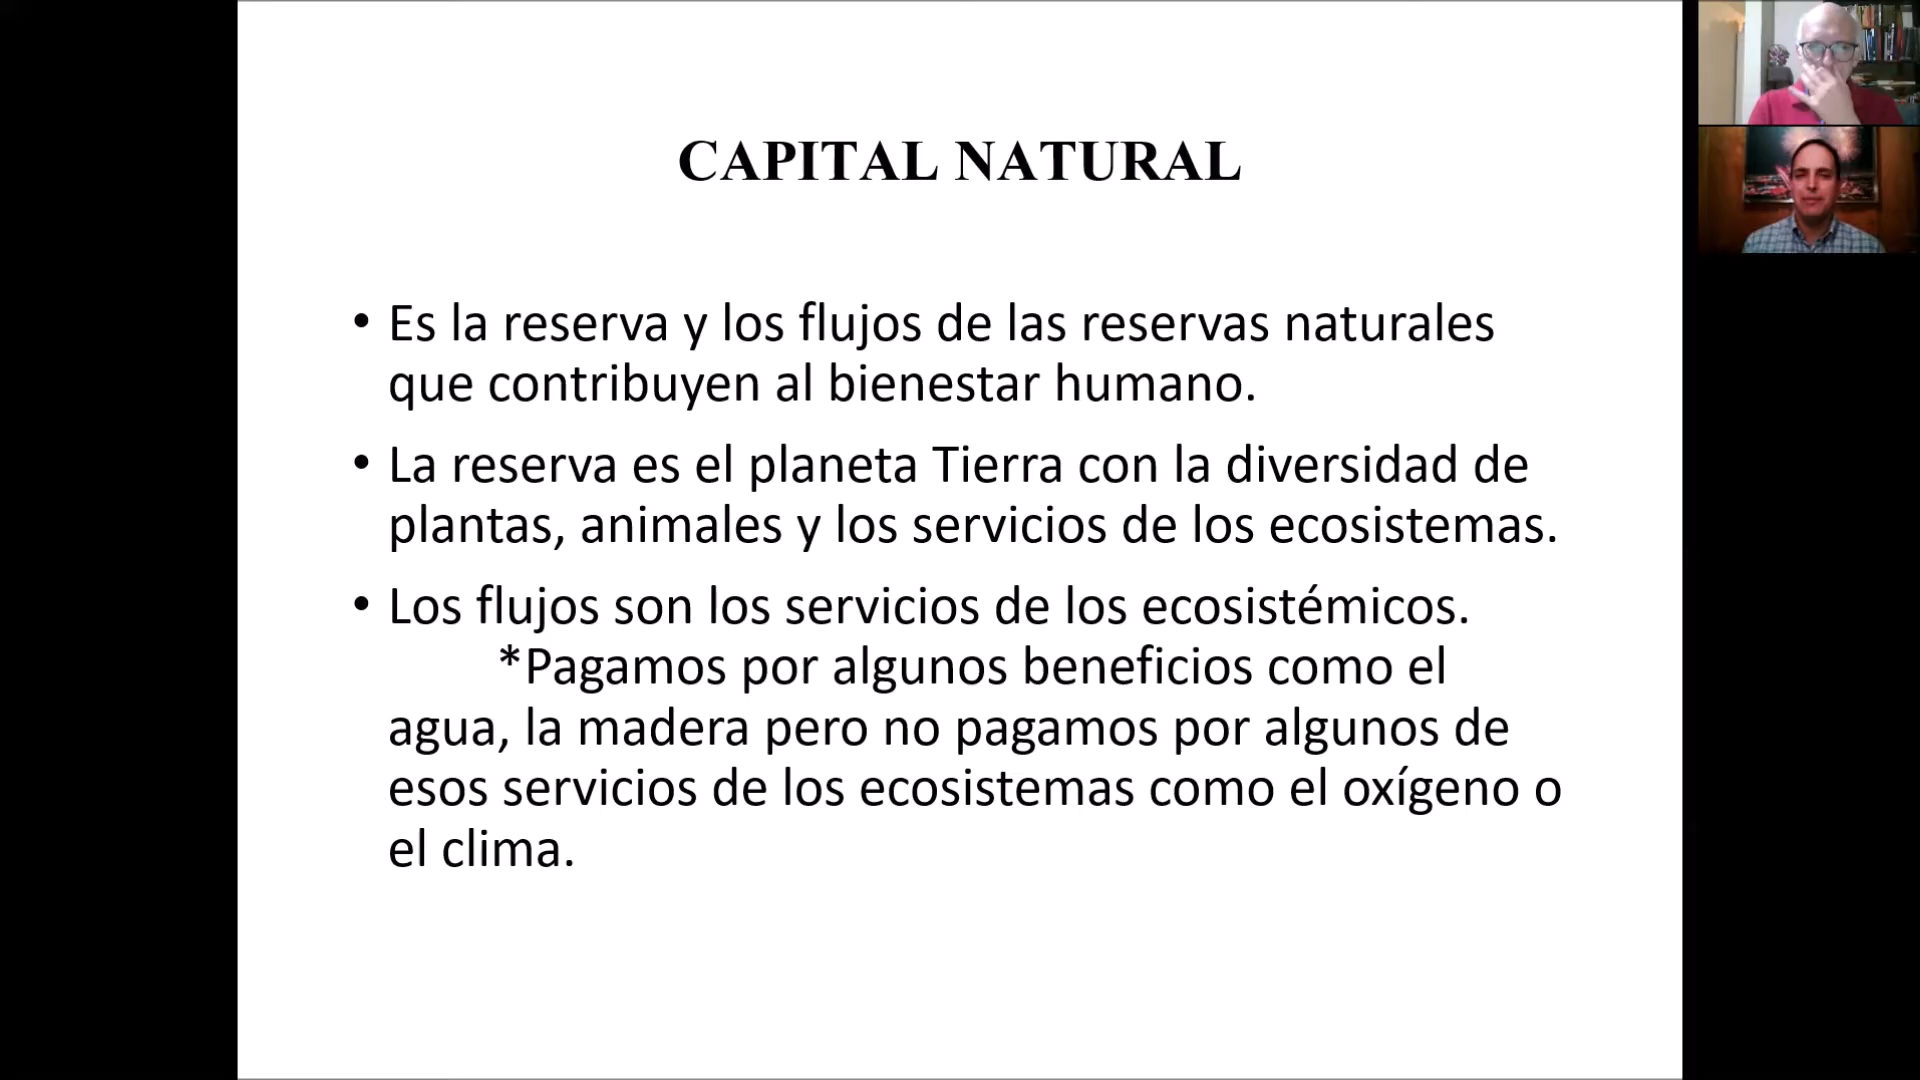 CAPITAL NATURAL
• Es la reserva y los flujos de las reservas naturales
que contribuyen al bienestar humano.
• La reserva es el planeta Tierra con la diversidad de
plantas, animales y los servicios de los ecosistemas.
• Los flujos son los servicios de los ecosistémicos.
*Pagamos por algunos beneficios como el
agua, la madera pero no pagamos por algunos de
esos servicios de los ecosistemas como el oxígeno o
el clima.